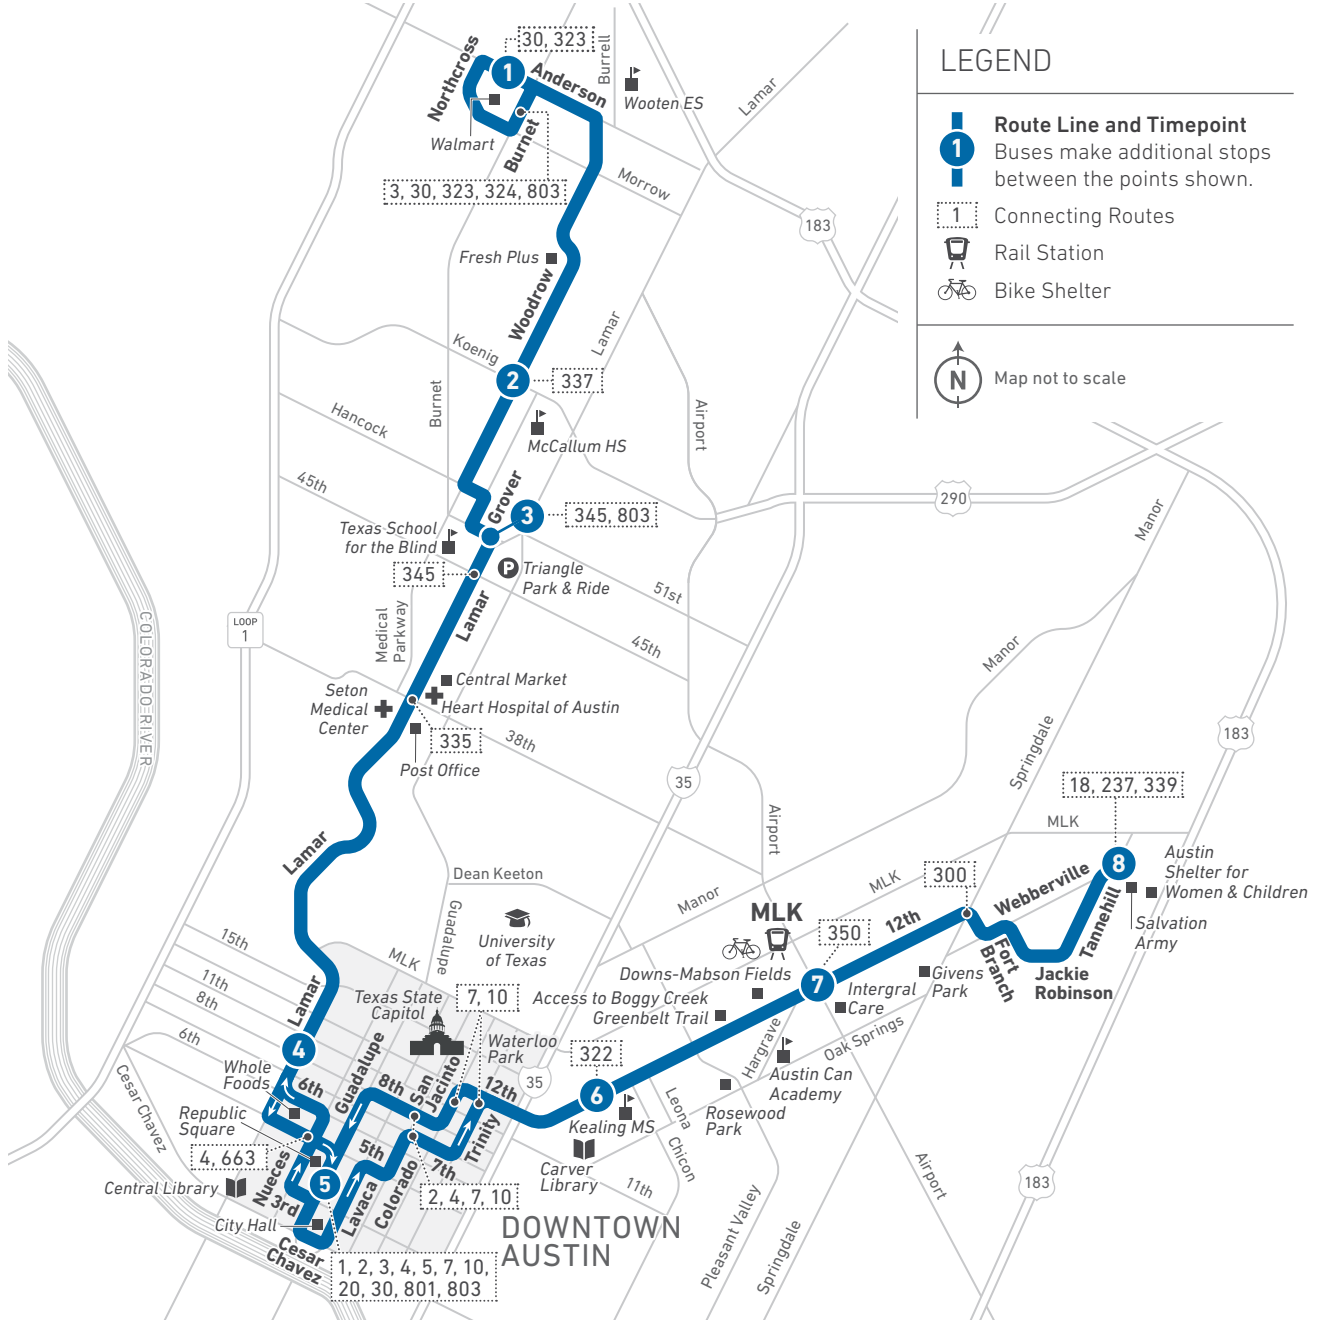 30, 323
Northcross
1
Anderson
Burrell
Wooten ES
Lamar
Walmart
Burnet
3, 30, 323, 324, 803
Morrow
183
LEGEND
1
Route Line and Timepoint
Buses make additional stops
between the points shown.
1
Connecting Routes
Rail Station
Bike Shelter
N
Map not to scale
Fresh Plus
Woodrow
Lamar
Koenig
2
337
Burnet
Hancock
McCallum HS
Airport
45th
Grover
3
345, 803
290
Manor
Texas School
for the Blind
345
P
Triangle
Park & Ride
51st
45th
Lamar
Medical
Parkway
LOOP
1
COLORADO RIVER
Manor
Seton
Medical
Center
Central Market
Heart Hospital of Austin
335
38th
Post Office
35
Springdale
183
18, 237, 339
MLK
Airport
Lamar
Dean Keeton
Guadalupe
University
of Texas
Manor
MLK
300
Webberville
8
Austin
Shelter for
Women & Children
Salvation
Army
Tannehill
Jackie
Robinson
Fort
Branch
12th
MLK
350
7
Givens
Park
Intergral
Care
Downs-Mabson Fields
Access to Boggy Creek
Greenbelt Trail
Hargrave
Oak Springs
Austin Can
Academy
Rosewood
Park
15th
11th
8th
6th
MLK
Lamar
Texas State
Capitol
7, 10
Waterloo
Park
35
322
6
Kealing MS
Carver
Library
Leona
Chicon
11th
Pleasant Valley
Springdale
Airport
183
4
Whole
Foods
6th
Guadalupe
8th
San
Jacinto
12th
Trinity
Republic
Square
4, 663
Cesar Chavez
Central Library
Nueces
5
5th
7th
3rd
Lavaca
Colorado
2, 4, 7, 10
City Hall
Cesar
Chavez
DOWNTOWN
AUSTIN
1, 2, 3, 4, 5, 7, 10,
20, 30, 801, 803